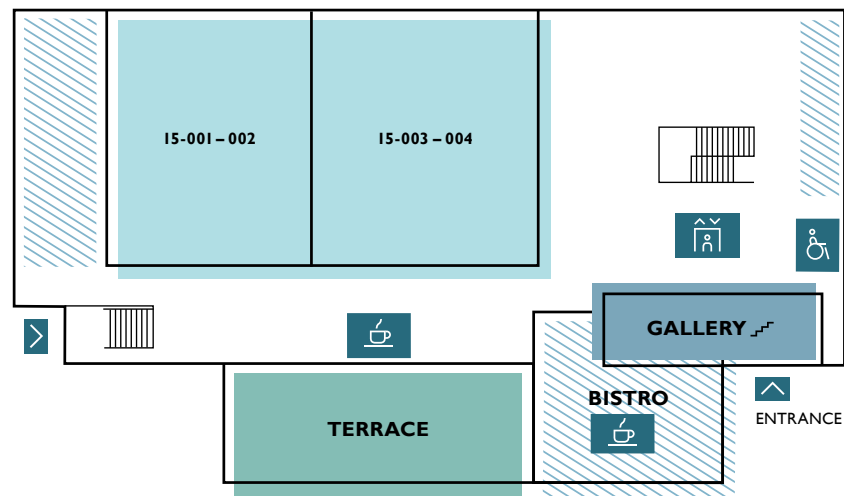 15-001 – 002
15-003 – 004
GALLERY
BISTRO
ENTRANCE
TERRACE